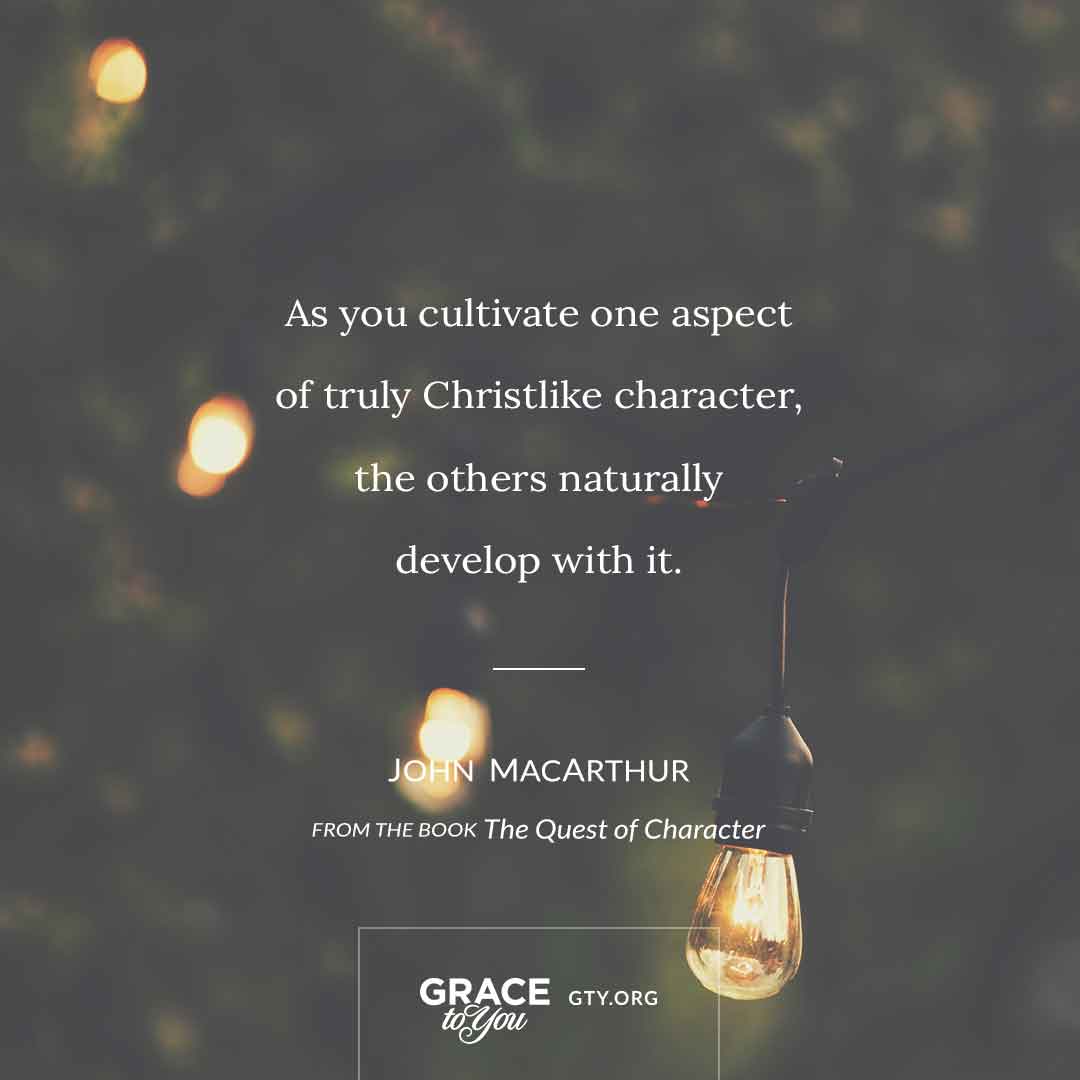 As you cultivate one aspect
of truly Christlike character,
the others naturally
develop with it.
JOHN MACARTHUR
FROM THE BOOK The Quest of Character
GRACE
to You
GTY.ORG